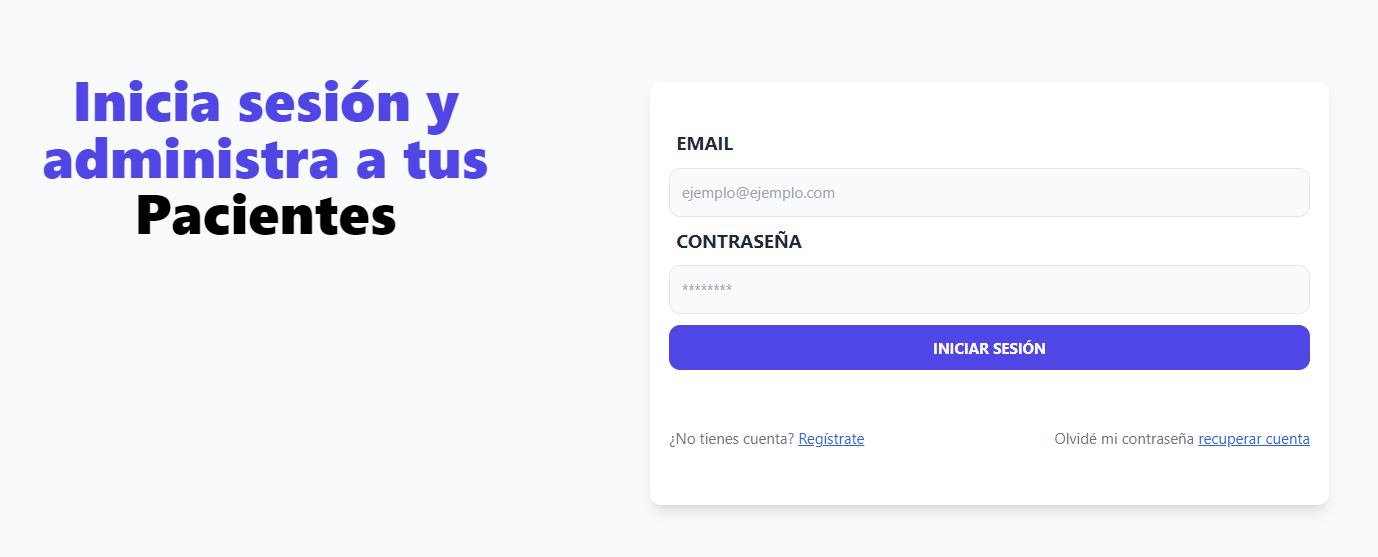 Inicia sesión y
administra a tus
Pacientes
EMAIL
ejemplo@ejemplo.com
CONTRASEÑA
********
INICIAR SESIÓN
¿No tienes cuenta? Regístrate
Olvidé mi contraseña recuperar cuenta